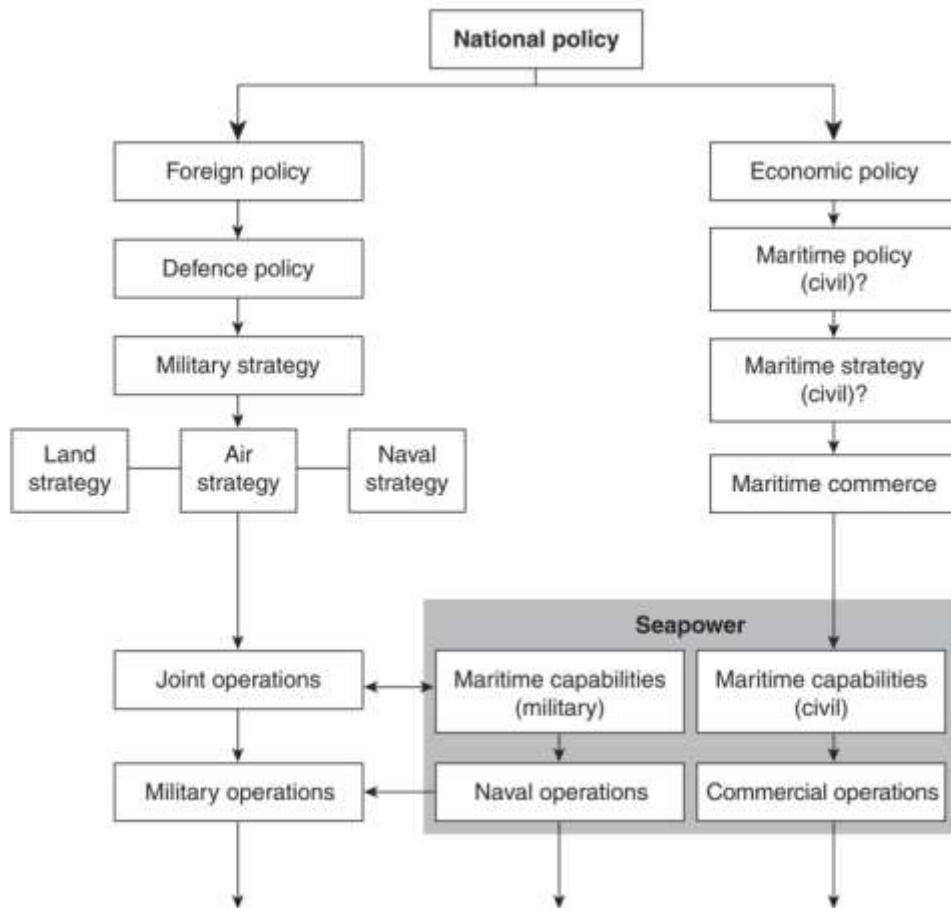 National policy
Foreign policy
Economic policy
Defence policy
Maritime policy
(civil)?
Military strategy
Maritime strategy
(civil)?
Land
strategy
Air
strategy
Naval
strategy
Maritime commerce
Seapower
Joint operations
Maritime capabilities
(military)
Maritime capabilities
(civil)
Military operations
Naval operations
Commercial operations